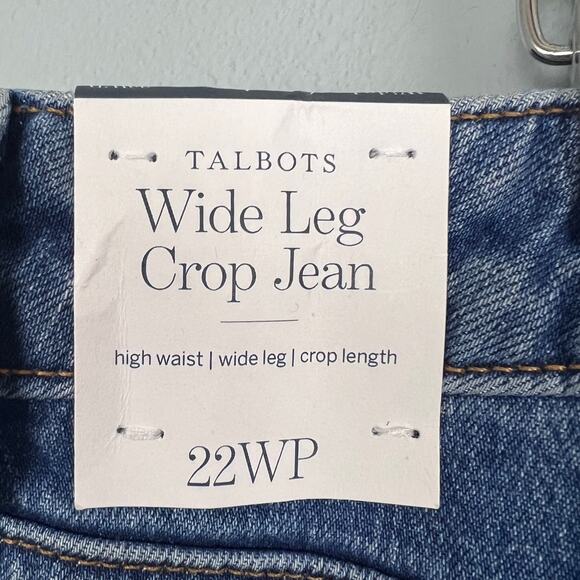 TALBOTS
Wide Leg
Crop Jean
high waist | wide leg | crop length
22WP